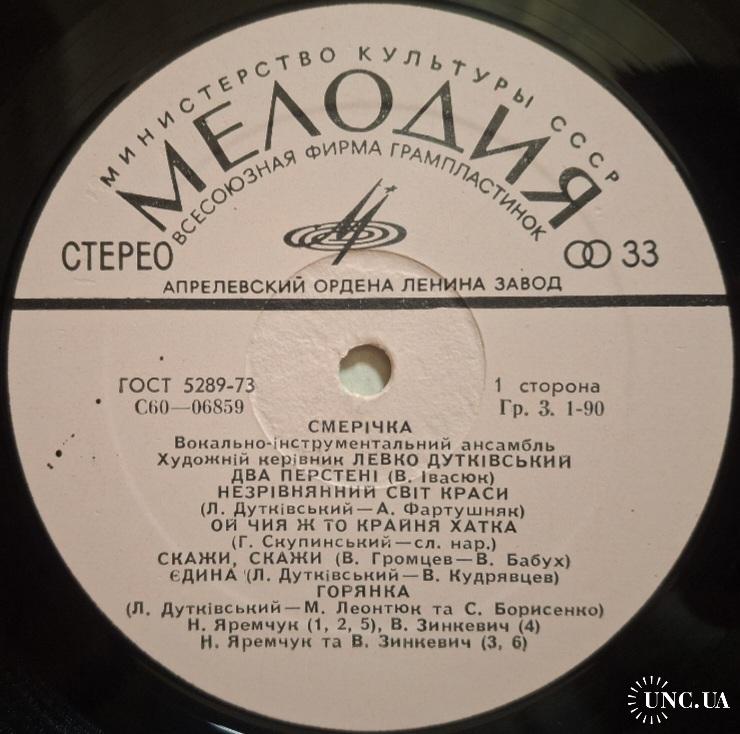 МИНИСТЕРСТВО КУЛЬТУРЫ СССР
МЕЛОДИЯ
ВСЕСОЮЗНАЯ ФИРМА ГРАМПЛАСТИНОК
СТЕРЕО
33
АПРЕЛЕВСКИЙ ОРДЕНА ЛЕНИНА ЗАВОД
ГОСТ 5289-73 1 сторона
С60—06859 Гр. 3. 1-90
СМЕРІЧКА
Вокально-інструментальний ансамбль
Художній керівник ЛЕВКО ДУТКІВСЬКИЙ
ДВА ПЕРСТЕНІ (В. Івасюк)
НЕЗРІВНЯННИЙ СВІТ КРАСИ
(Л. Дутківський—А. Фартушняк)
ОЙ ЧИЯ Ж ТО КРАЙНЯ ХАТКА
(Г. Скупинський—сл. нар.)
СКАЖИ, СКАЖИ (В. Громцев—В. Бабух)
ЄДИНА (Л. Дутківський—В. Кудрявцев)
ГОРЯНКА
(Л. Дутківський—М. Леонтюк та С. Борисенко)
Н. Яремчук (1, 2, 5), В. Зинкевич (4)
Н. Яремчук та В. Зинкевич (3, 6)
UNC.UA